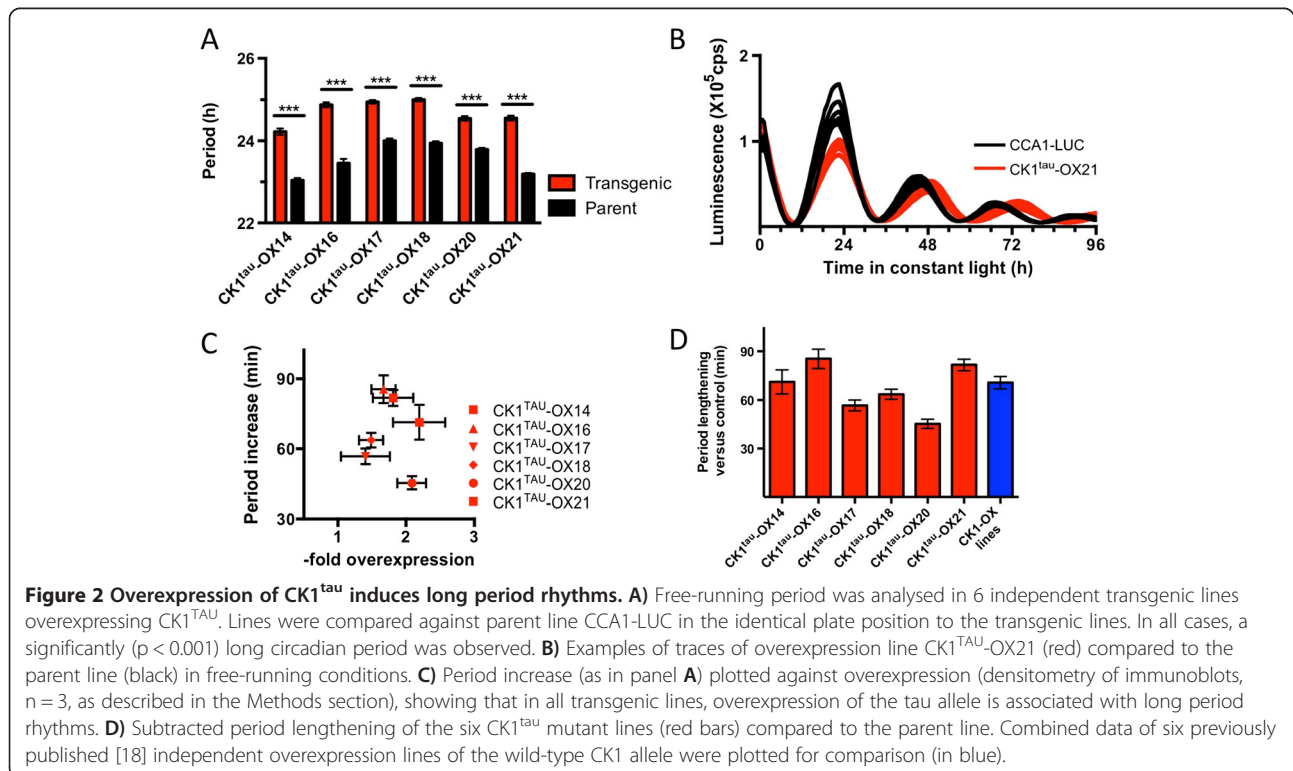 A
26
24
22
Period (h)
***
***
***
***
***
***
Transgenic
Parent
CK1tau-OX14
CK1tau-OX16
CK1tau-OX17
CK1tau-OX18
CK1tau-OX20
CK1tau-OX21
B
2
1
Luminescence (X10^5cps)
CCA1-LUC
CK1tau-OX21
0
24
48
72
96
Time in constant light (h)
C
90
60
30
Period increase (min)
1
2
3
-fold overexpression
CK1TAU-OX14
CK1TAU-OX16
CK1TAU-OX17
CK1TAU-OX18
CK1TAU-OX20
CK1TAU-OX21
D
90
60
30
Period lengthening
versus control (min)
CK1tau-OX14
CK1tau-OX16
CK1tau-OX17
CK1tau-OX18
CK1tau-OX20
CK1tau-OX21
CK1-OX
lines
Figure 2 Overexpression of CK1tau induces long period rhythms. A) Free-running period was analysed in 6 independent transgenic lines
overexpressing CK1TAU. Lines were compared against parent line CCA1-LUC in the identical plate position to the transgenic lines. In all cases, a
significantly (p < 0.001) long circadian period was observed. B) Examples of traces of overexpression line CK1TAU-OX21 (red) compared to the
parent line (black) in free-running conditions. C) Period increase (as in panel A) plotted against overexpression (densitometry of immunoblots,
n = 3, as described in the Methods section), showing that in all transgenic lines, overexpression of the tau allele is associated with long period
rhythms. D) Subtracted period lengthening of the six CK1tau mutant lines (red bars) compared to the parent line. Combined data of six previously
published [18] independent overexpression lines of the wild-type CK1 allele were plotted for comparison (in blue).